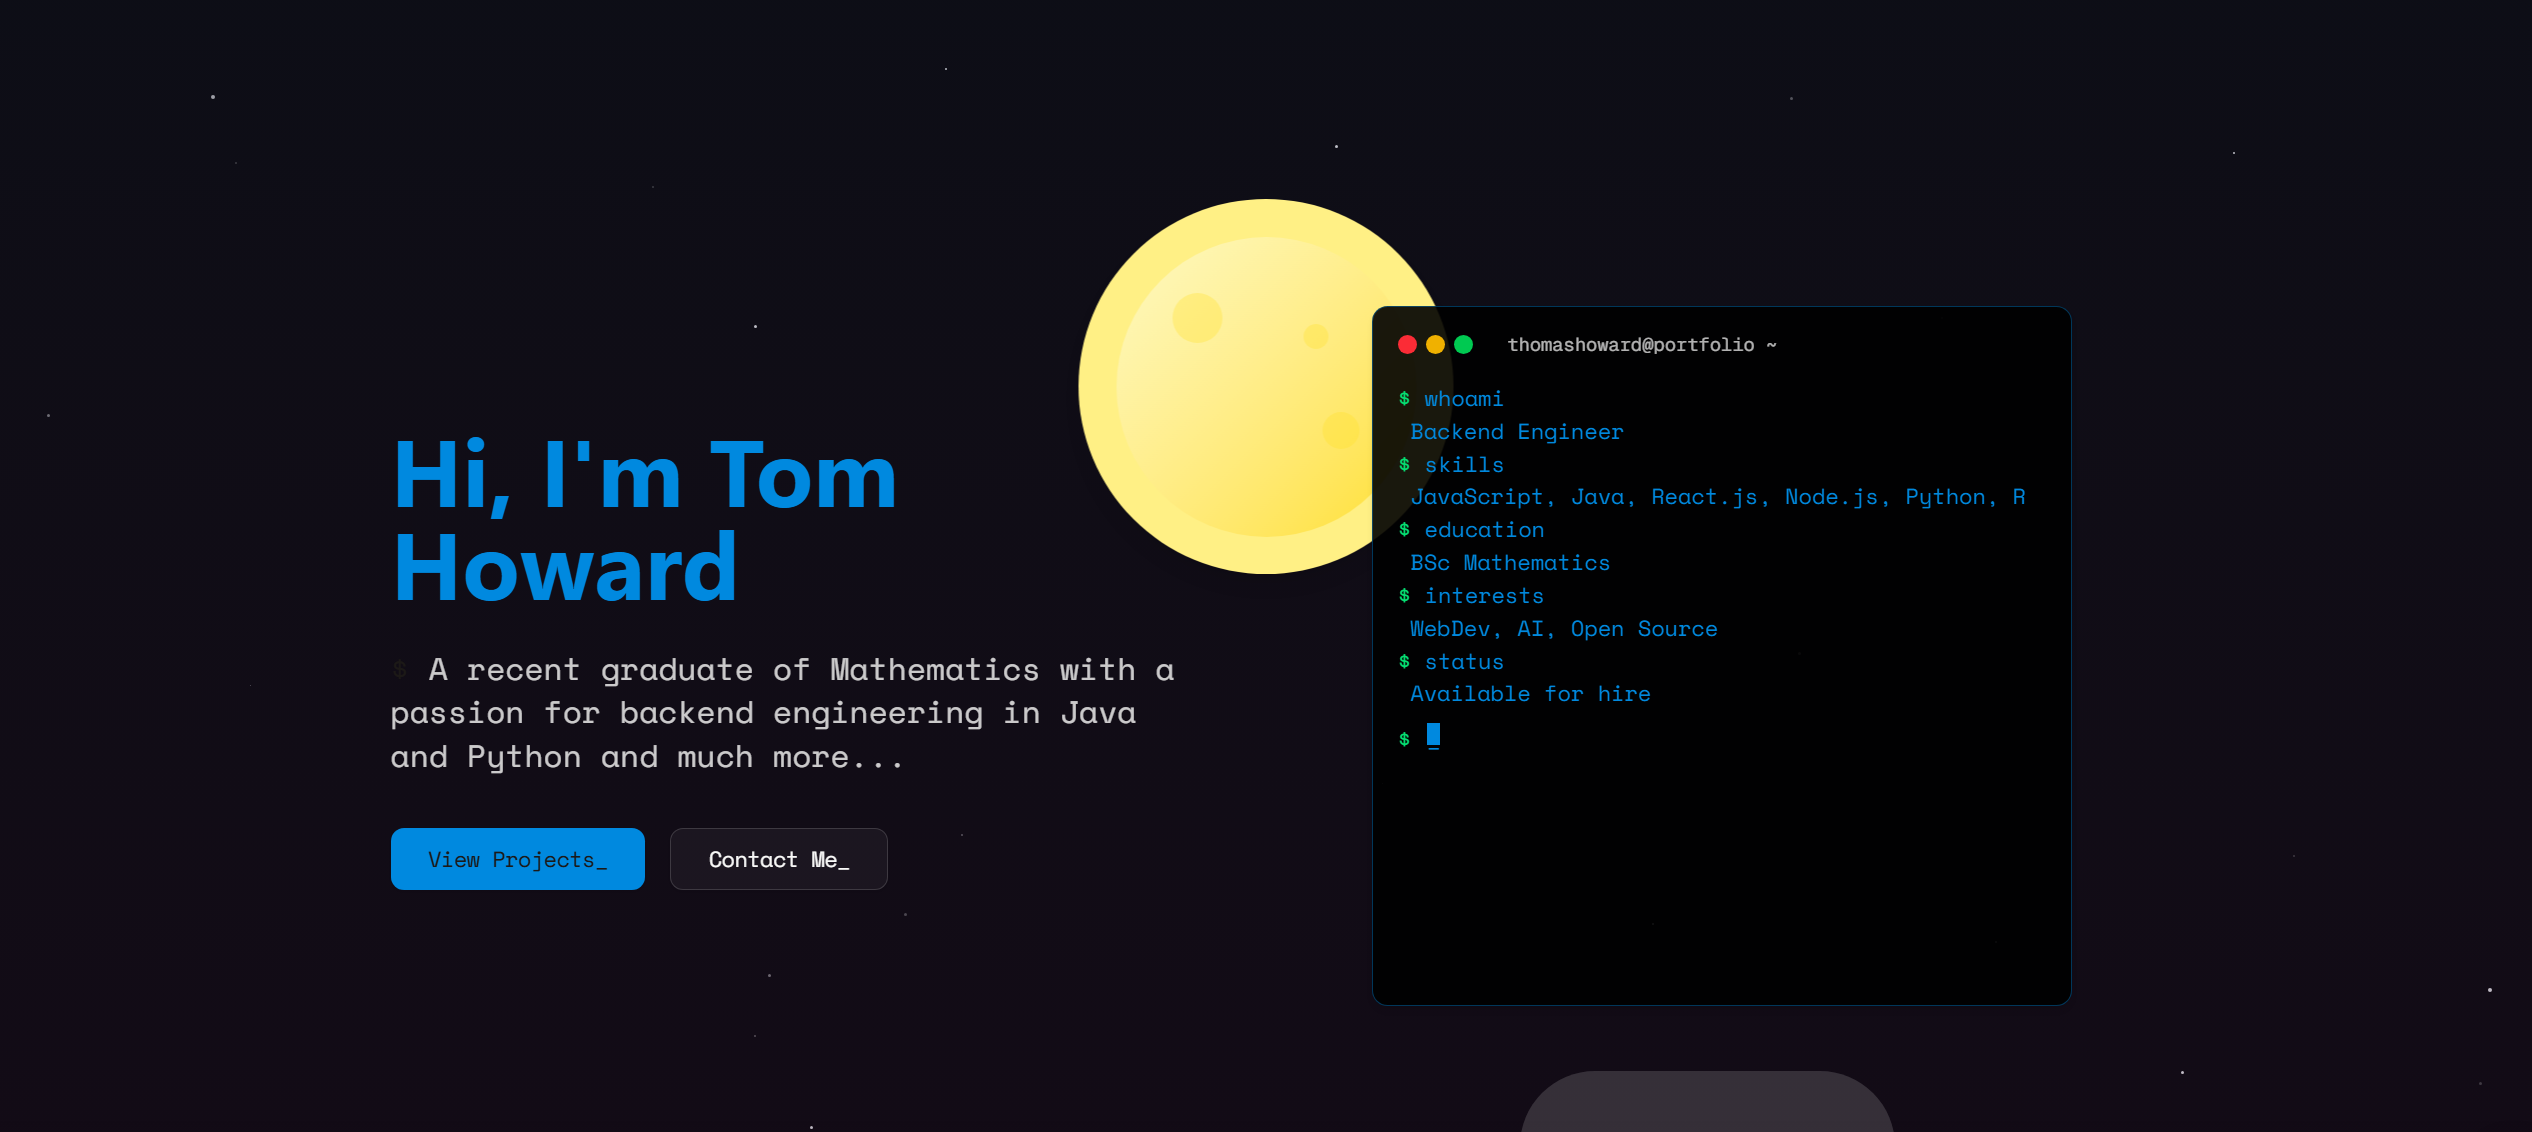 Hi, I'm Tom
Howard
$ A recent graduate of Mathematics with a
passion for backend engineering in Java
and Python and much more...
View Projects_
Contact Me_
thomashoward@portfolio ~
$ whoami
Backend Engineer
$ skills
JavaScript, Java, React.js, Node.js, Python, R
$ education
BSc Mathematics
$ interests
WebDev, AI, Open Source
$ status
Available for hire
$ _